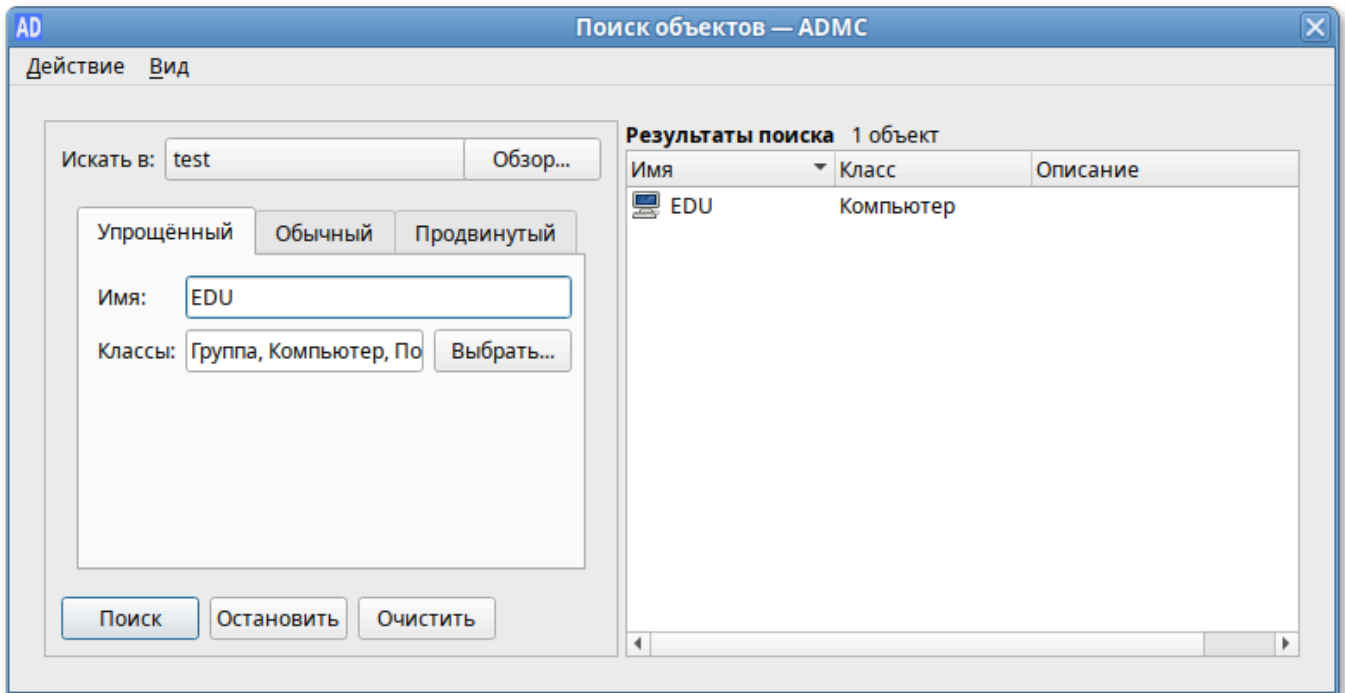 AD Поиск объектов — ADMC
Действие Вид
Искать в: test Обзор...
Упрощённый Обычный Продвинутый
Имя: EDU
Классы: Группа, Компьютер, По Выбрать...
Поиск Остановить Очистить
Результаты поиска 1 объект
Имя Класс Описание
EDU Компьютер